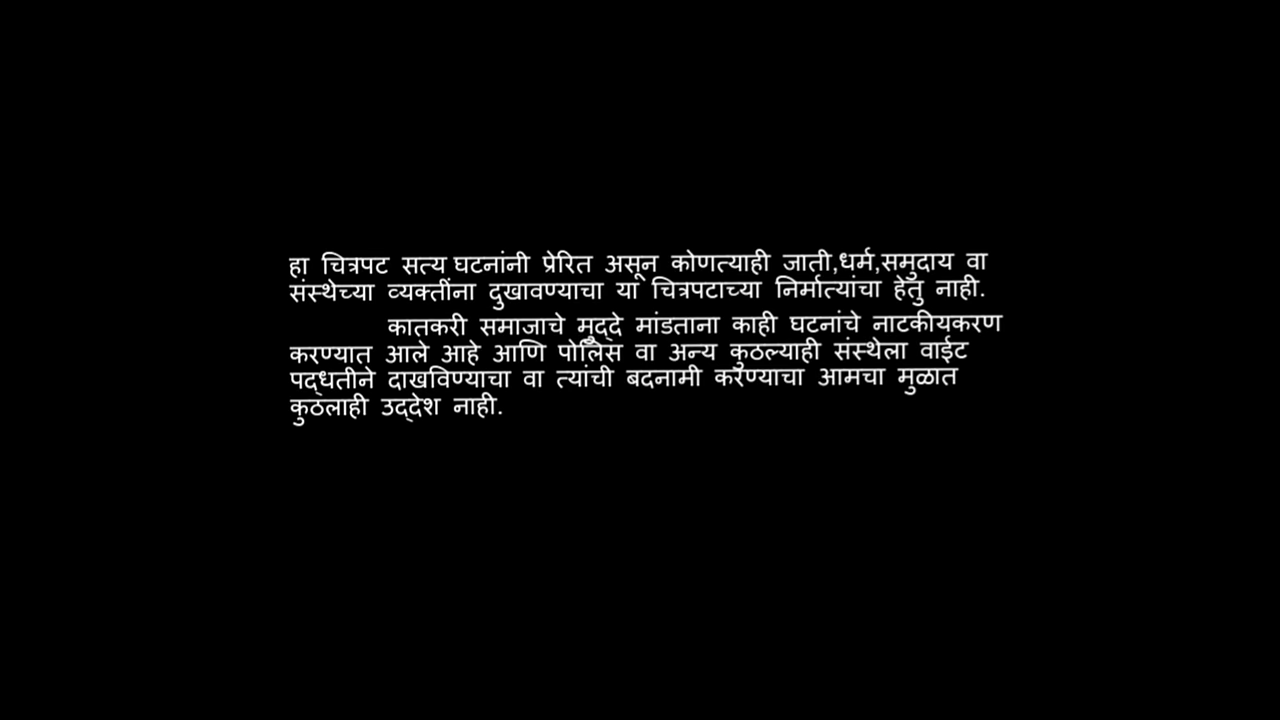 हा चित्रपट सत्य घटनांनी प्रेरित असून कोणत्याही जाती,धर्म,समुदाय वा
संस्थेच्या व्यक्तींना दुखावण्याचा या चित्रपटाच्या निर्मात्यांचा हेतु नाही.
कातकरी समाजाचे मुद्दे मांडताना काही घटनांचे नाटकीयकरण
करण्यात आले आहे आणि पोलिस वा अन्य कुठल्याही संस्थेला वाईट
पद्धतीने दाखविण्याचा वा त्यांची बदनामी करण्याचा आमचा मुळात
कुठलाही उद्देश नाही.